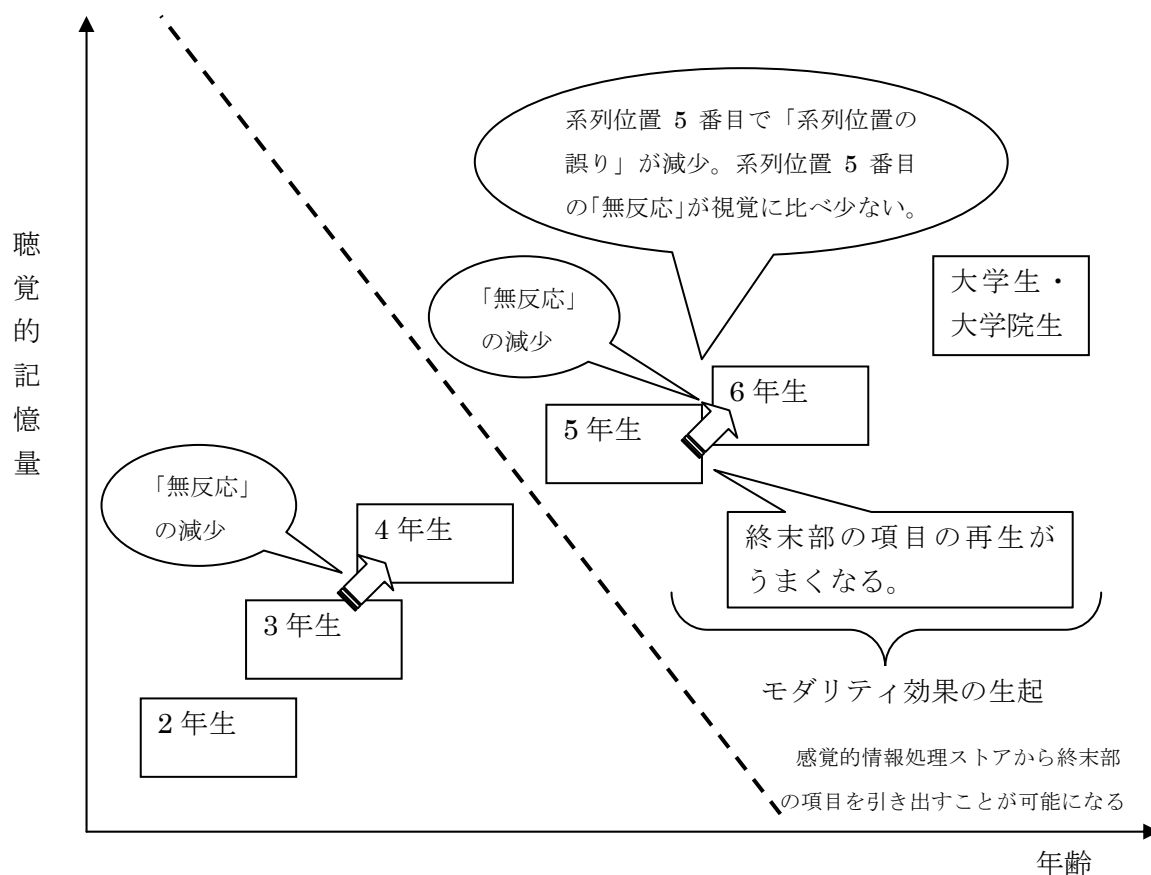 系列位置 5 番目で「系列位置の
誤り」が減少。系列位置 5 番目
の「無反応」が視覚に比べ少ない。
聴覚的記憶量
「無反応」
の減少
大学生・
大学院生
6 年生
5 年生
「無反応」
の減少
4 年生
終末部の項目の再生が
うまくなる。
3 年生
モダリティ効果の生起
2 年生
感覚的情報処理ストアから終末部
の項目を引き出すことが可能になる
年齢